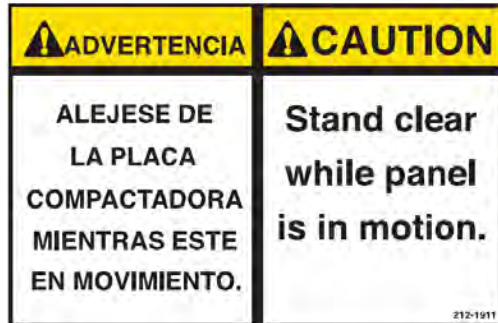 ADVERTENCIA
ALEJESE DE
LA PLACA
COMPACTADORA
MIENTRAS ESTE
EN MOVIMIENTO.
CAUTION
Stand clear
while panel
is in motion.
212-1911